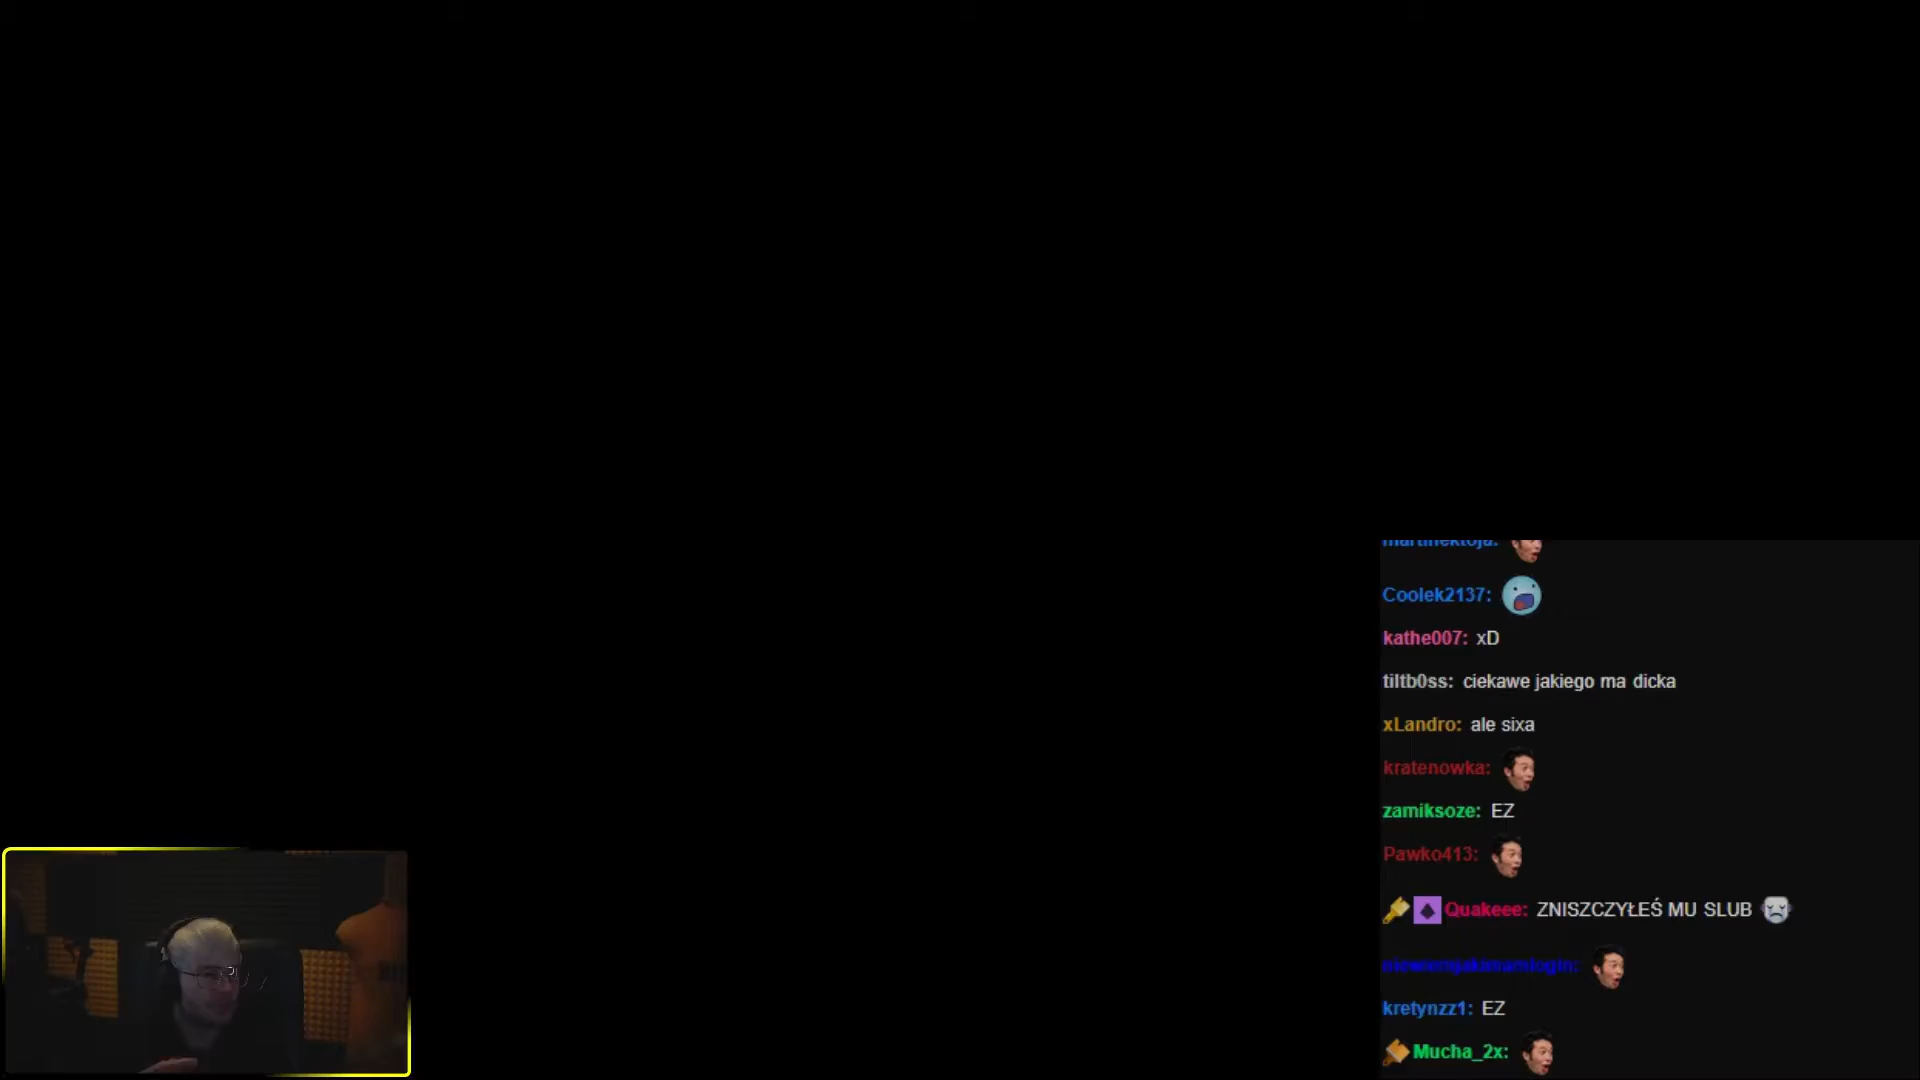 martinektoja:
Coolek2137:
kathe007: xD
tiltb0ss: ciekawe jakiego ma dicka
xLandro: ale sixa
kratenowka:
zamiksoze: EZ
Pawko413:
Quakeee: ZNISZCZYŁEŚ MU SLUB
kretynzz1: EZ
Mucha_2x: